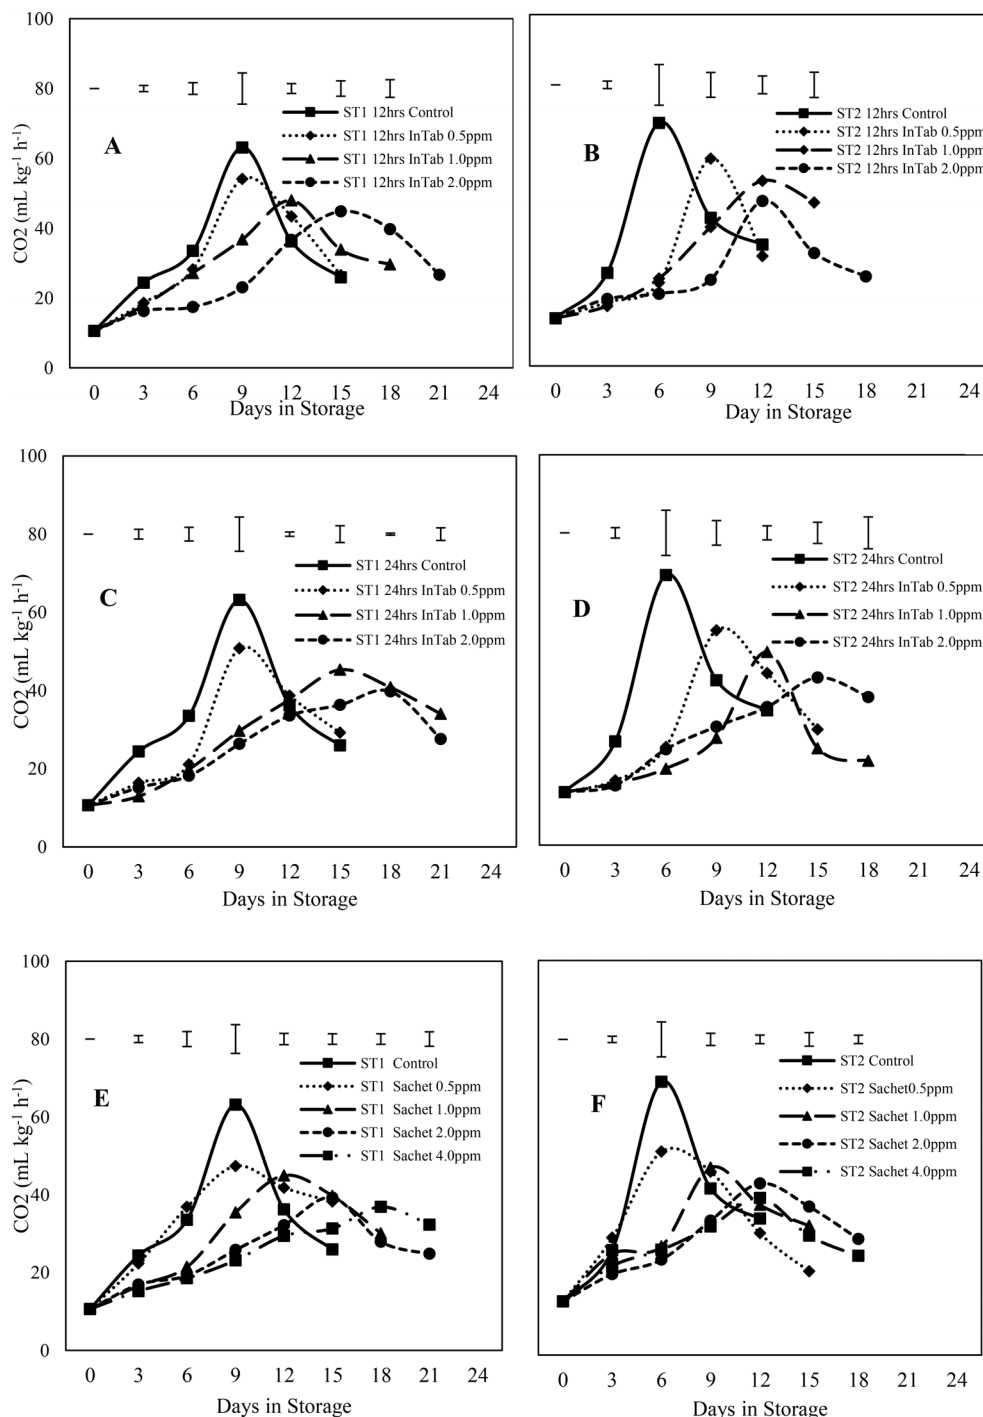 100
80
60
40
20
0
CO2 (mL kg-1 h-1)
A
ST1 12hrs Control
ST1 12hrs InTab 0.5ppm
ST1 12hrs InTab 1.0ppm
ST1 12hrs InTab 2.0ppm
0 3 6 9 12 15 18 21 24
Days in Storage
B
ST2 12hrs Control
ST2 12hrs InTab 0.5ppm
ST2 12hrs InTab 1.0ppm
ST2 12hrs InTab 2.0ppm
0 3 6 9 12 15 18 21 24
Day in Storage
100
80
60
40
20
0
CO2 (mL kg-1 h-1)
C
ST1 24hrs Control
ST1 24hrs InTab 0.5ppm
ST1 24hrs InTab 1.0ppm
ST1 24hrs InTab 2.0ppm
0 3 6 9 12 15 18 21 24
Days in Storage
D
ST2 24hrs Control
ST2 24hrs InTab 0.5ppm
ST2 24hrs InTab 1.0ppm
ST2 24hrs InTab 2.0ppm
0 3 6 9 12 15 18 21 24
Days in Storage
100
80
60
40
20
0
CO2 (mL kg-1 h-1)
E
ST1 Control
ST1 Sachet 0.5ppm
ST1 Sachet 1.0ppm
ST1 Sachet 2.0ppm
ST1 Sachet 4.0ppm
0 3 6 9 12 15 18 21 24
Days in Storage
F
ST2 Control
ST2 Sachet0.5ppm
ST2 Sachet 1.0ppm
ST2 Sachet 2.0ppm
ST2 Sachet 4.0ppm
0 3 6 9 12 15 18 21 24
Days in Storage